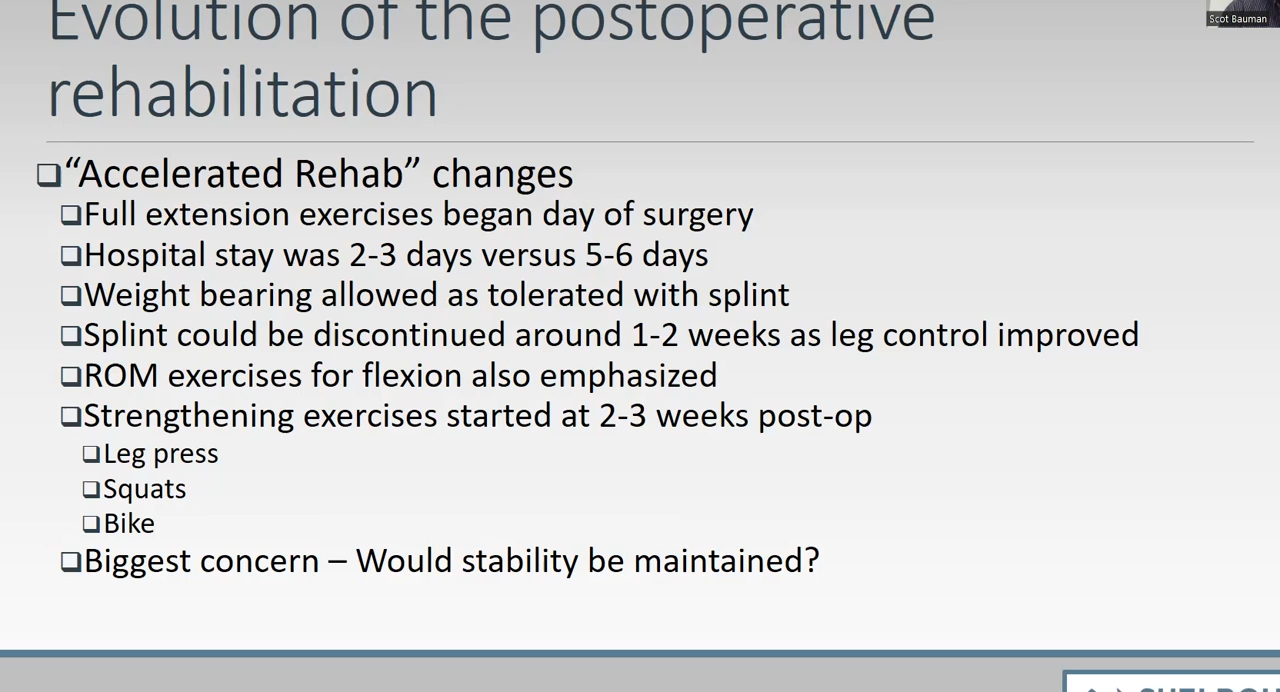 Evolution of the postoperative
rehabilitation
Scot Bauman
“Accelerated Rehab” changes
Full extension exercises began day of surgery
Hospital stay was 2-3 days versus 5-6 days
Weight bearing allowed as tolerated with splint
Splint could be discontinued around 1-2 weeks as leg control improved
ROM exercises for flexion also emphasized
Strengthening exercises started at 2-3 weeks post-op
Leg press
Squats
Bike
Biggest concern – Would stability be maintained?